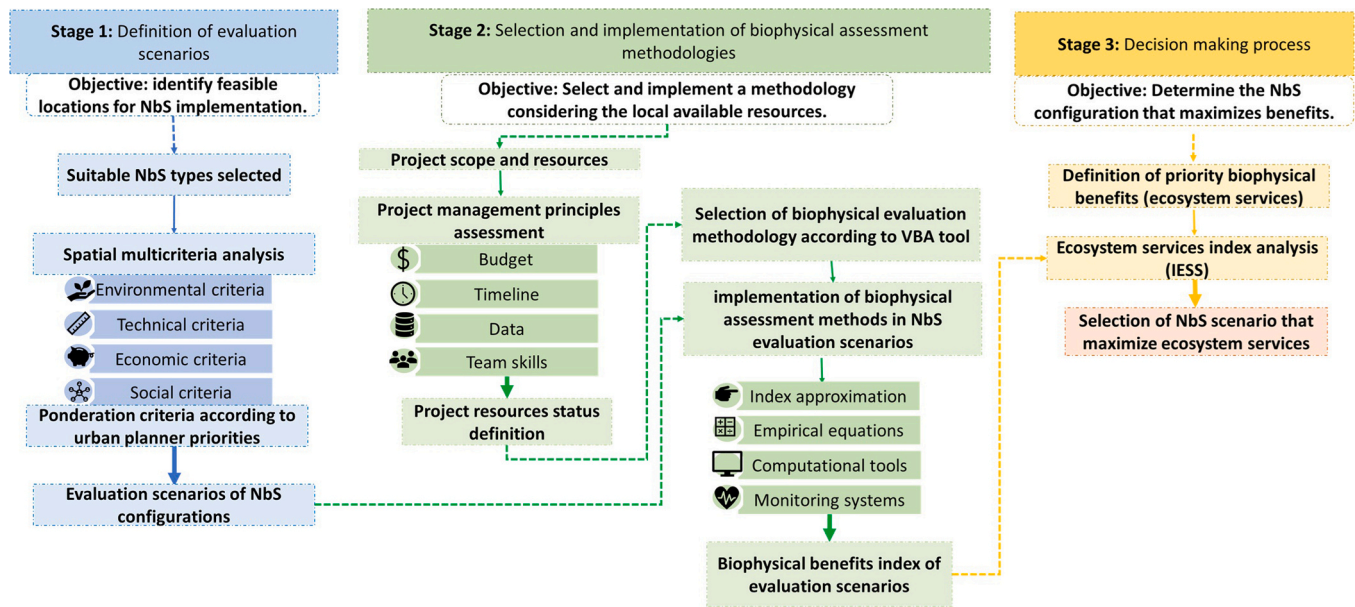 Stage 1: Definition of evaluation
scenarios
Objective: identify feasible
locations for NbS implementation.
Suitable NbS types selected
Spatial multicriteria analysis
Environmental criteria
Technical criteria
Economic criteria
Social criteria
Ponderation criteria according to
urban planner priorities
Evaluation scenarios of NbS
configurations
Stage 2: Selection and implementation of biophysical assessment
methodologies
Objective: Select and implement a methodology
considering the local available resources.
Project scope and resources
Project management principles
assessment
$
Budget
Timeline
Data
Team skills
Project resources status
definition
Selection of biophysical evaluation
methodology according to VBA tool
implementation of biophysical
assessment methods in NbS
evaluation scenarios
Index approximation
Empirical equations
Computational tools
Monitoring systems
Biophysical benefits index of
evaluation scenarios
Stage 3: Decision making process
Objective: Determine the NbS
configuration that maximizes benefits.
Definition of priority biophysical
benefits (ecosystem services)
Ecosystem services index analysis
(IESS)
Selection of NbS scenario that
maximize ecosystem services